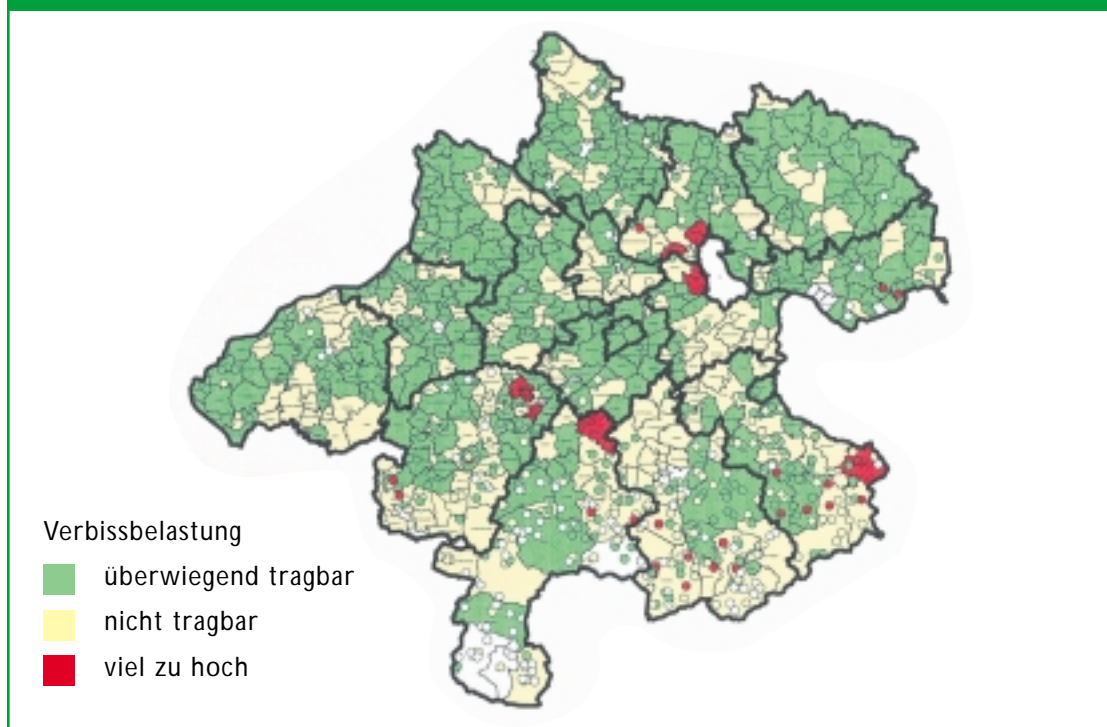 Verbissbelastung
überwiegend tragbar
nicht tragbar
viel zu hoch